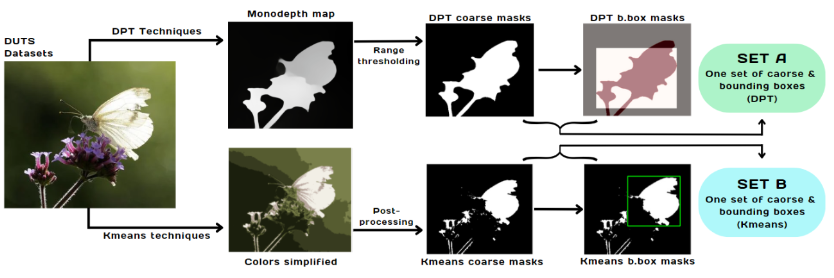 DUTS
Datasets
DPT Techniques
Monodepth map
Range
thresholding
DPT coarse masks
DPT b.box masks
SET A
One set of caorse &
bounding boxes
(DPT)
Kmeans techniques
Colors simplified
Post-
processing
Kmeans coarse masks
Kmeans b.box masks
SET B
One set of caorse &
bounding boxes
(Kmeans)